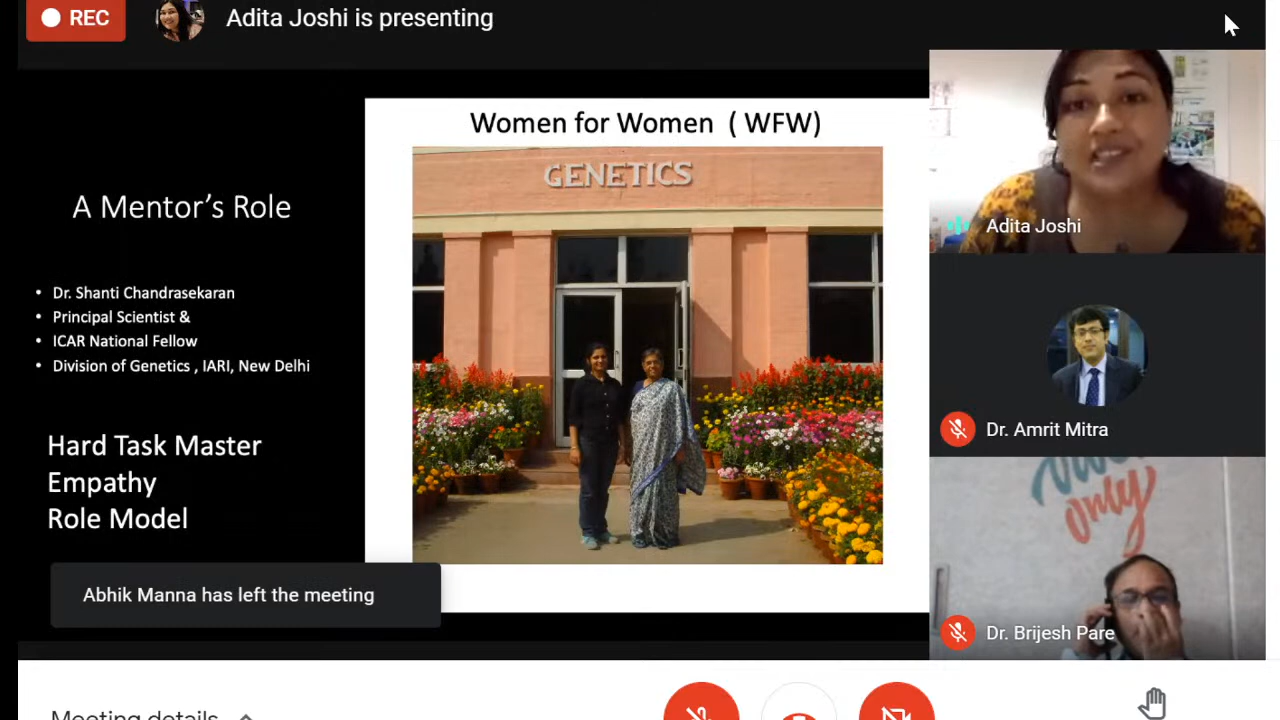 REC
Adita Joshi is presenting
A Mentor's Role
• Dr. Shanti Chandrasekaran
• Principal Scientist &
• ICAR National Fellow
• Division of Genetics , IARI, New Delhi
Hard Task Master
Empathy
Role Model
Abhik Manna has left the meeting
Women for Women ( WFW)
GENETICS
Adita Joshi
Dr. Amrit Mitra
only
Dr. Brijesh Pare
Meeting details